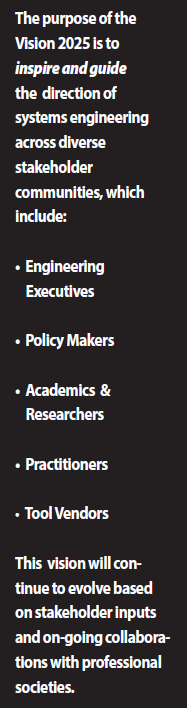 The purpose of the
Vision 2025 is to
inspire and guide
the direction of
systems engineering
across diverse
stakeholder
communities, which
include:
• Engineering
Executives
• Policy Makers
• Academics &
Researchers
• Practitioners
• Tool Vendors
This vision will con-
tinue to evolve based
on stakeholder inputs
and on-going collabora-
tions with professional
societies.